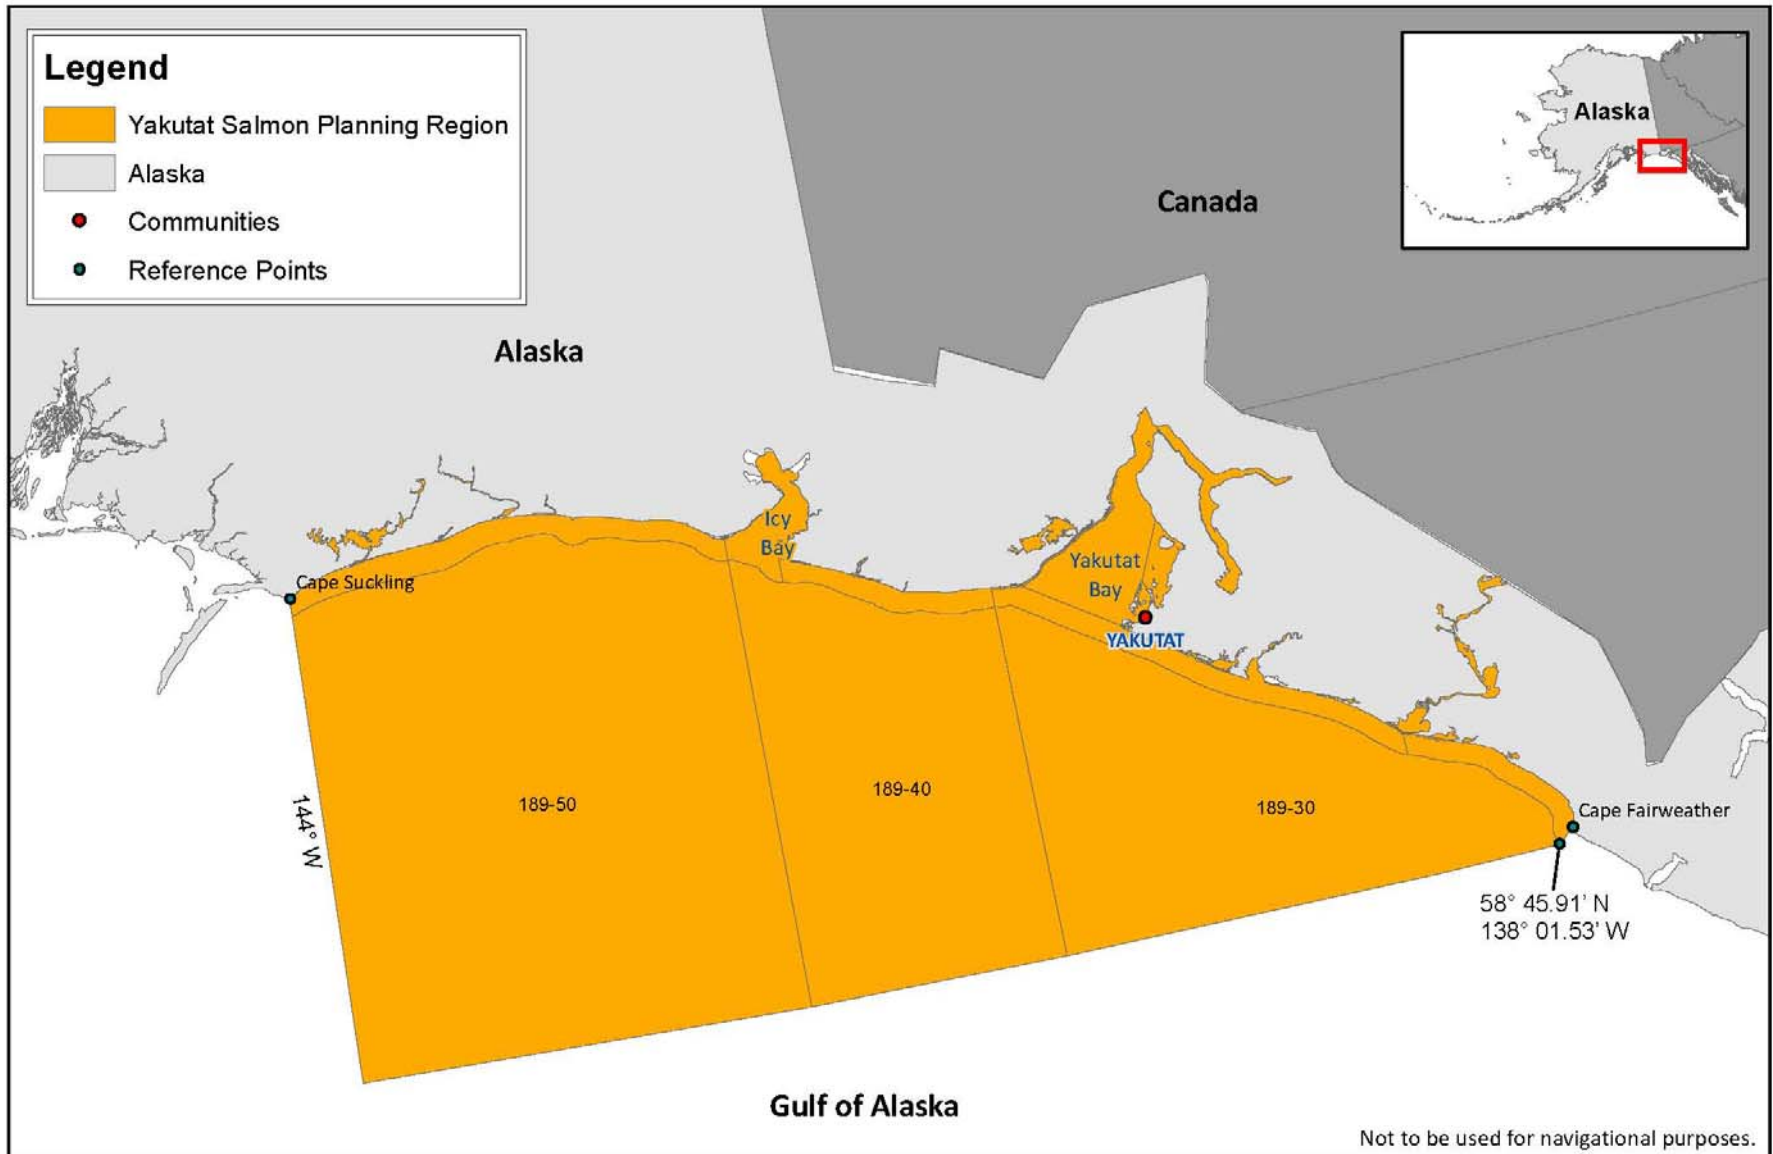 Legend
Yakutat Salmon Planning Region
Alaska
Communities
Reference Points
Alaska
Canada
Alaska
Icy
Bay
Yakutat
Bay
Cape Suckling
YAKUTAT
144° W
189-50
189-40
189-30
Cape Fairweather
58° 45.91' N
138° 01.53' W
Gulf of Alaska
Not to be used for navigational purposes.